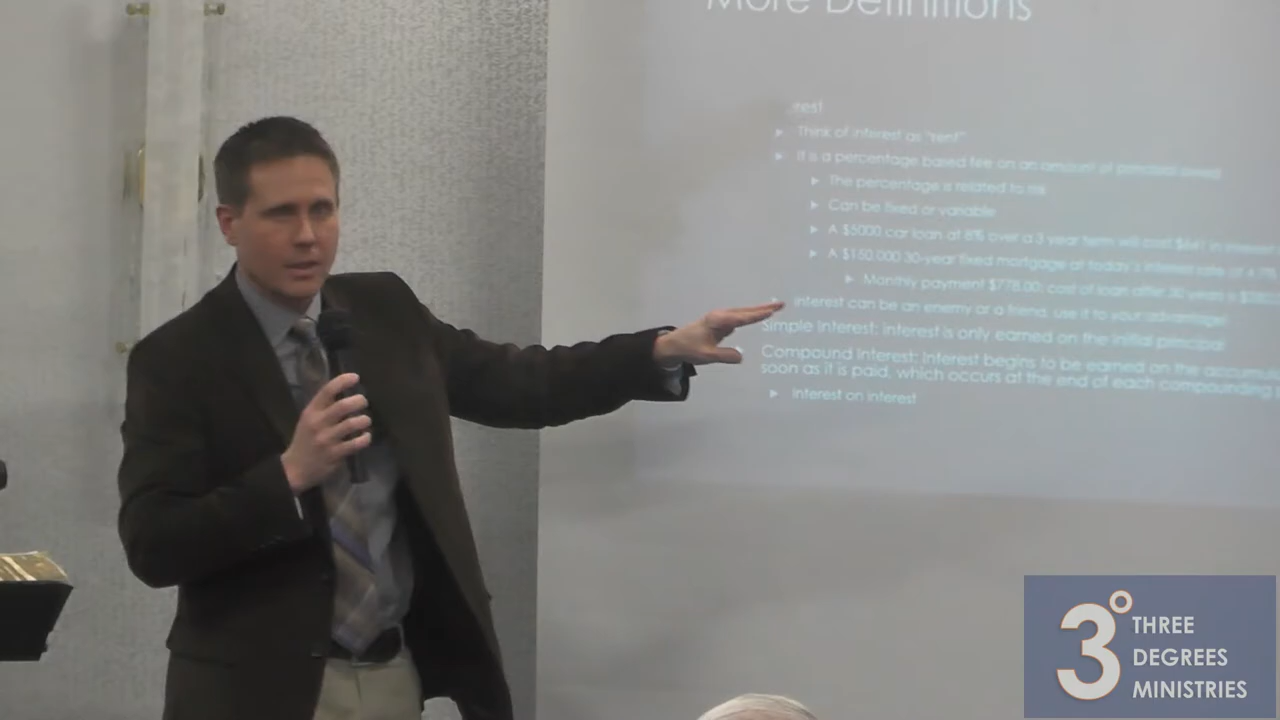 More Definitions
rest
Think of interest as "rent"
It is a percentage based fee on an amount of principal owed
The percentage is related to risk
Can be fixed or variable
A $5000 car loan at 8% over a 3 year term will cost $641 in interest
A $150,000 30-year fixed mortgage at today's interest rate of 4.
Monthly payment $778.00; cost of loan after 30 years is
Interest can be an enemy or a friend, use it to your advantage
Simple Interest: interest is only earned on the initial principal
Compound Interest: Interest begins to be earned on the
soon as it is paid, which occurs at the end of each compounding
Interest on interest
3°
THREE
DEGREES
MINISTRIES